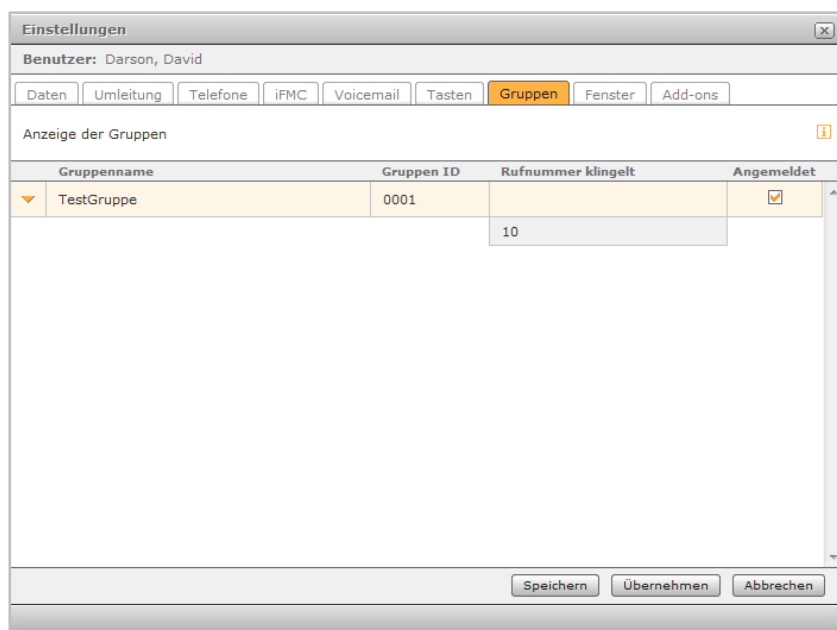 Einstellungen
Benutzer: Darson, David
Daten Umleitung Telefone iFMC Voicemail Tasten Gruppen Fenster Add-ons
Anzeige der Gruppen
Gruppenname Gruppen ID Rufnummer klingelt Angemeldet
TestGruppe 0001
10
Speichern Übernehmen Abbrechen